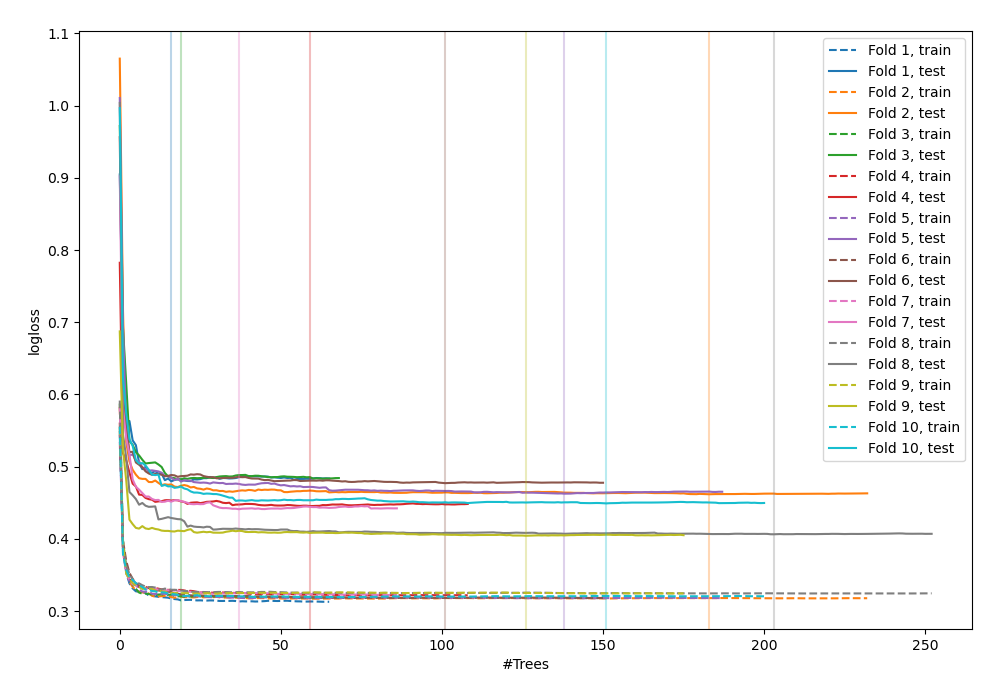 1.1
1.0
0.9
0.8
0.7
0.6
0.5
0.4
0.3
logloss
0
50
100
150
200
250
#Trees
Fold 1, train
Fold 1, test
Fold 2, train
Fold 2, test
Fold 3, train
Fold 3, test
Fold 4, train
Fold 4, test
Fold 5, train
Fold 5, test
Fold 6, train
Fold 6, test
Fold 7, train
Fold 7, test
Fold 8, train
Fold 8, test
Fold 9, train
Fold 9, test
Fold 10, train
Fold 10, test